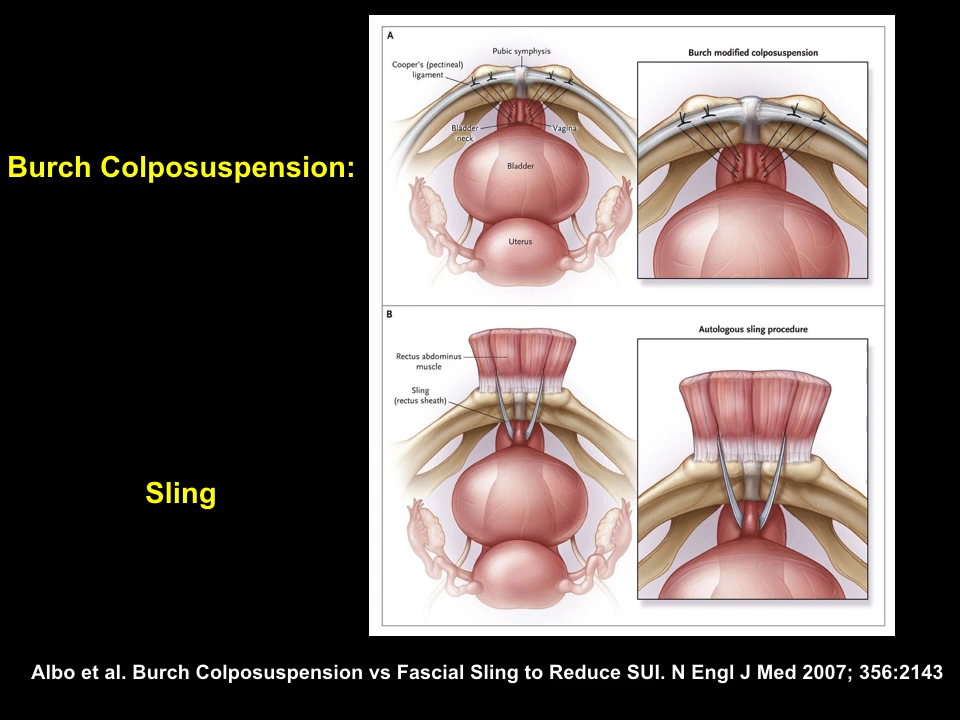 Burch Colposuspension:
A
Pubic symphysis
Cooper's (pectineal)
ligament
Bladder
neck
Vagina
Bladder
Uterus
Burch modified colposuspension
B
Rectus abdominus
muscle
Sling
(rectus sheath)
Autologous sling procedure
Sling
Albo et al. Burch Colposuspension vs Fascial Sling to Reduce SUI. N Engl J Med 2007; 356:2143